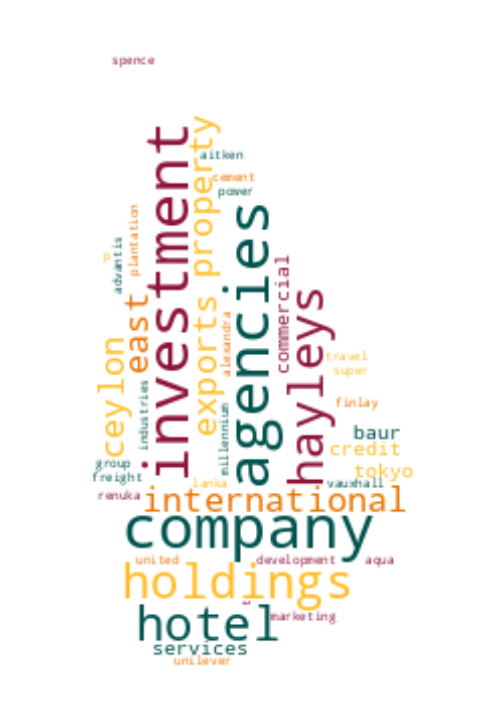 spence
investment
property
aitken
cement
power
agencies
plantation
advantis
east
exports
commercial
hayleys
alexandra
ceylon
travel
super
industries
finlay
millennium
baur
credit
group
tokyo
freight
lanka
vauxhall
renuka
international
company
united
development
aqua
holdings
marketing
hotel
services
unilever